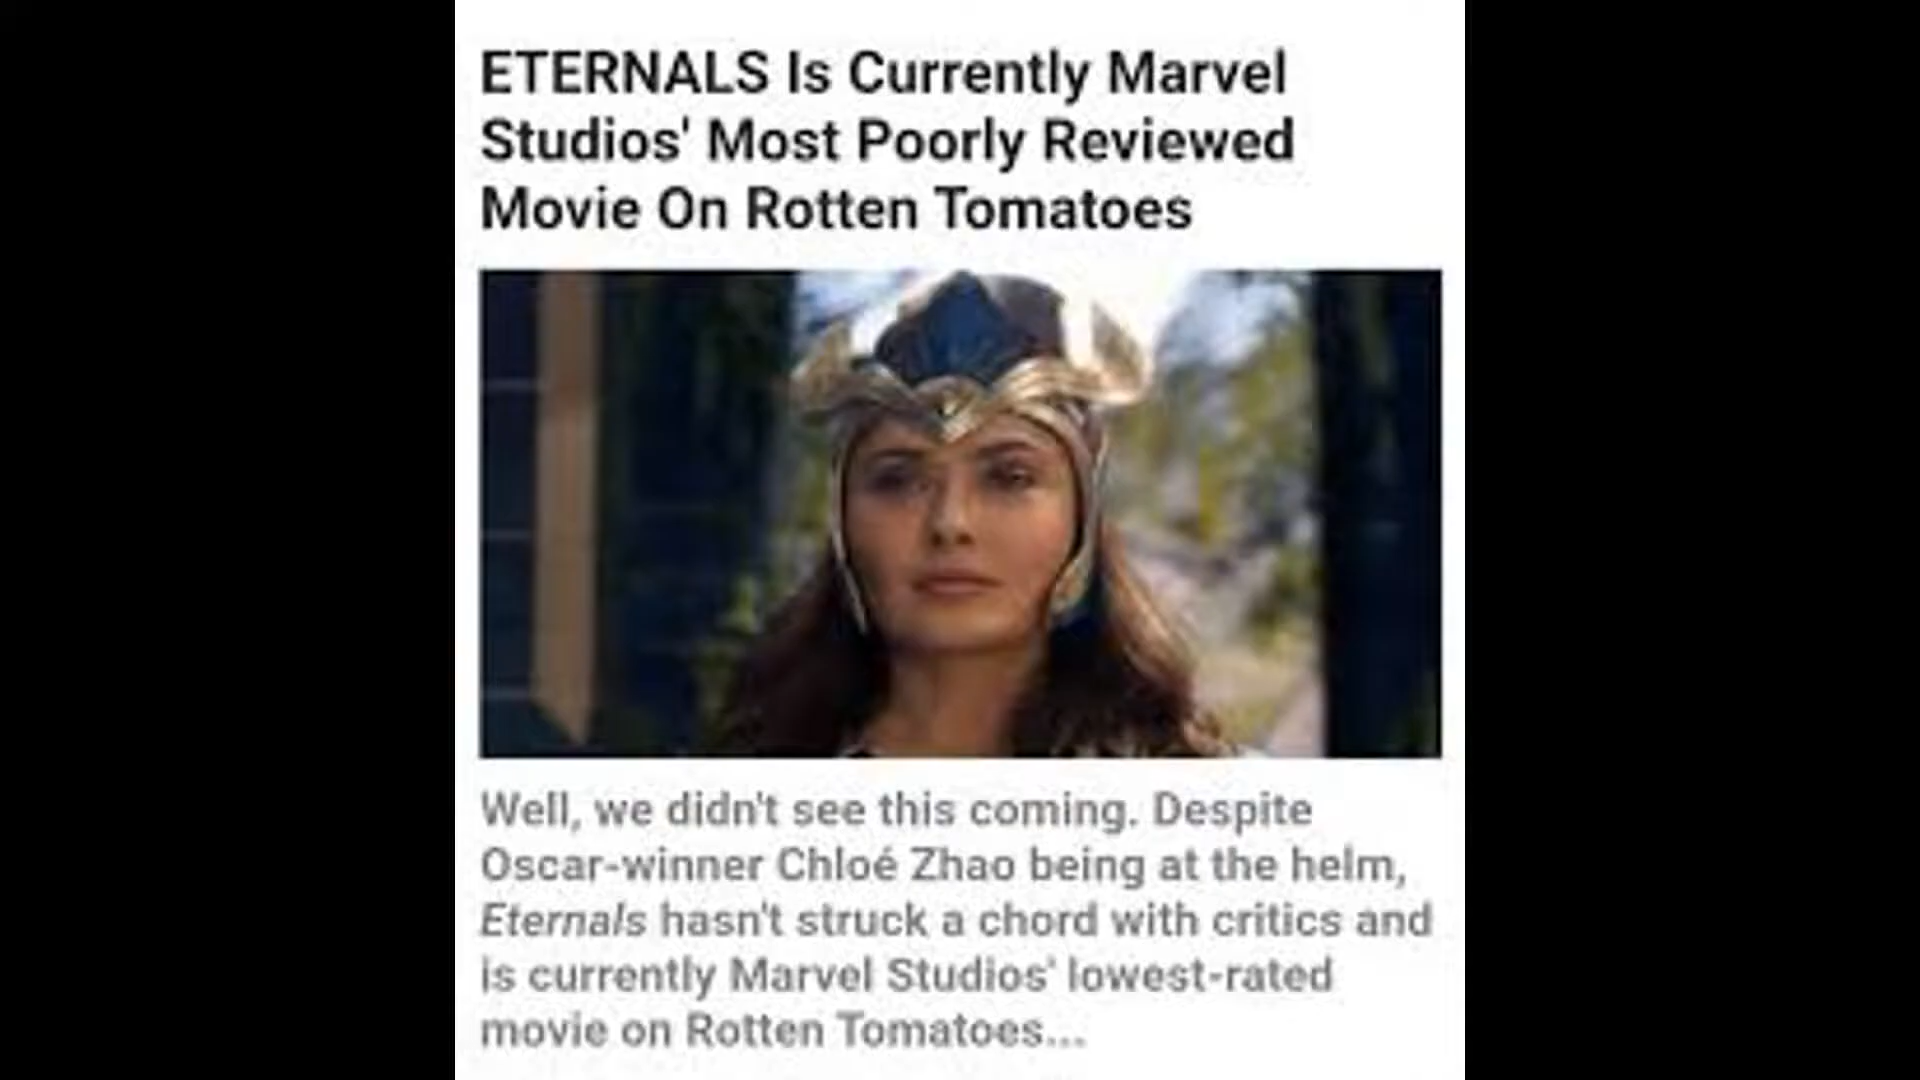 ETERNALS Is Currently Marvel
Studios' Most Poorly Reviewed
Movie On Rotten Tomatoes
Well, we didn't see this coming. Despite
Oscar-winner Chloé Zhao being at the helm,
Eternals hasn't struck a chord with critics and
is currently Marvel Studios' lowest-rated
movie on Rotten Tomatoes...